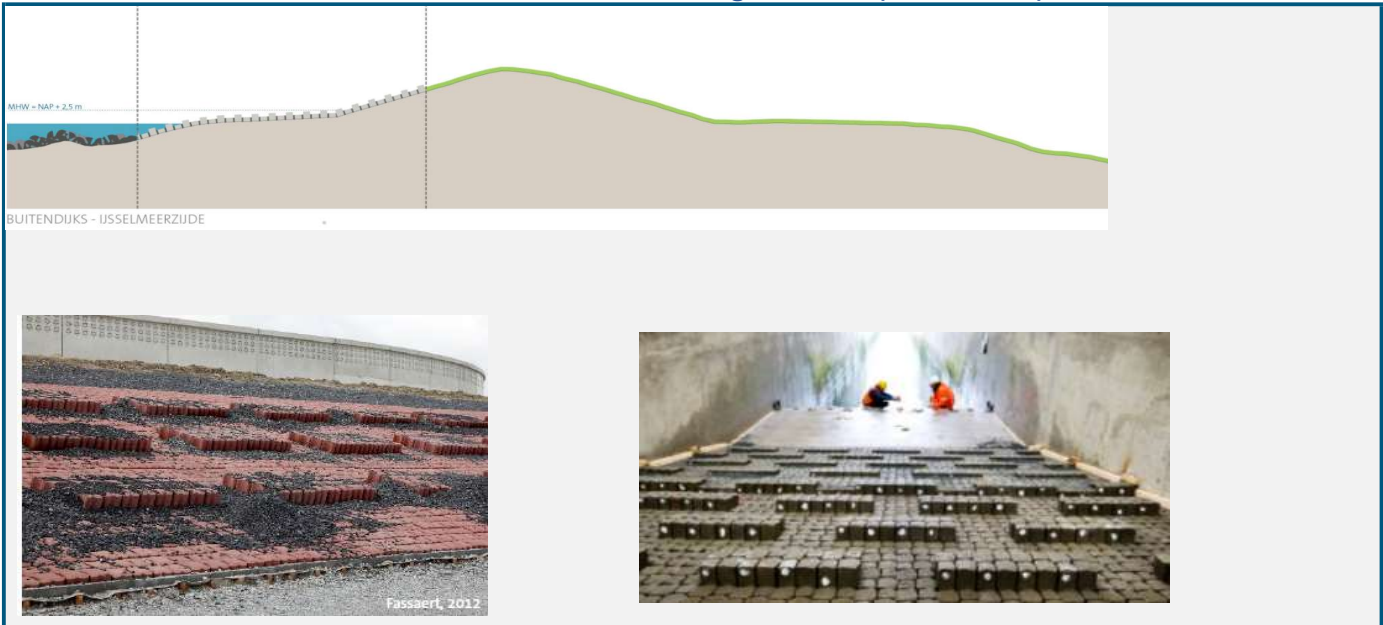 MHW = NAP + 2,5 m
BUITENDIJKS - IJSSELMEERZIJDE
Fassaert, 2012